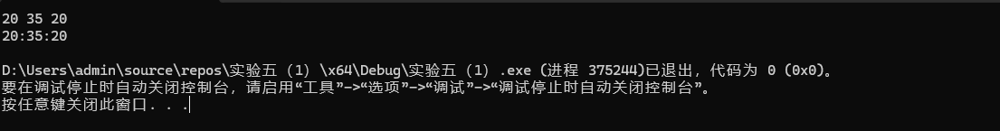 20 35 20
20:35:20
D:\Users\admin\source\repos\实验五（1）\x64\Debug\实验五（1）.exe (进程 375244)已退出，代码为 0 (0x0)。
要在调试停止时自动关闭控制台，请启用“工具”->“选项”->“调试”->“调试停止时自动关闭控制台”。
按任意键关闭此窗口. . .